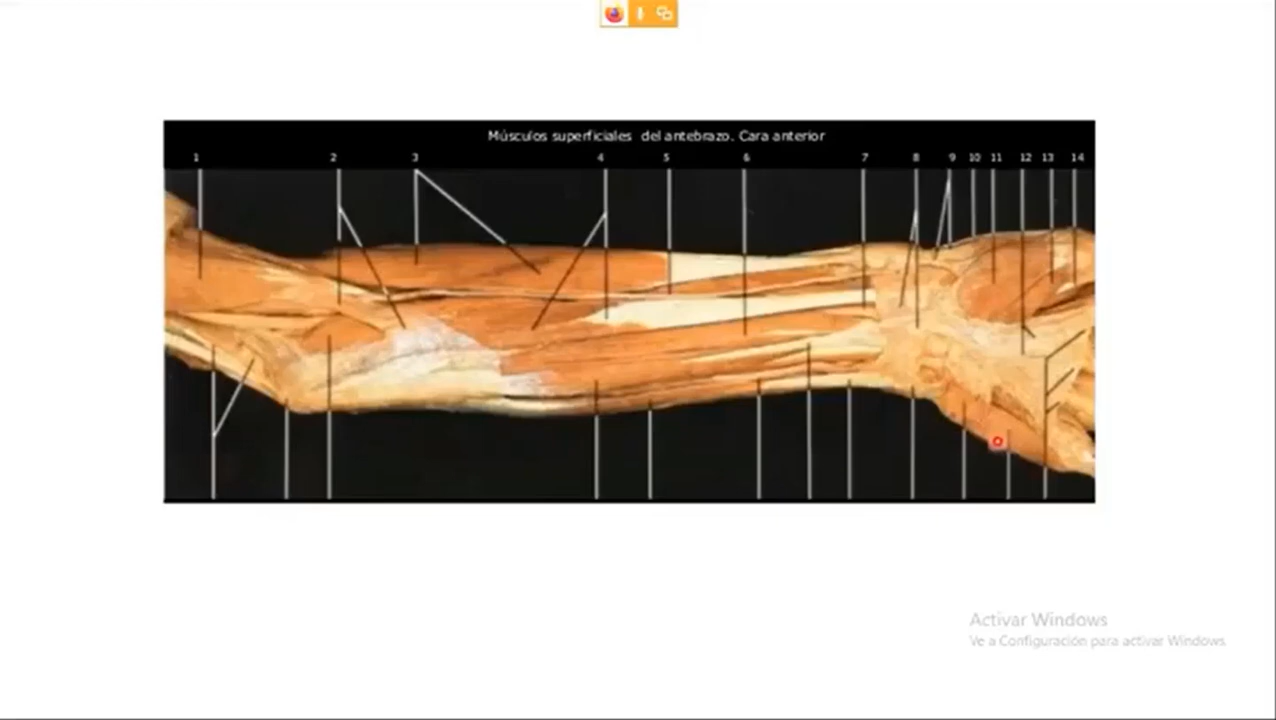 Músculos superficiales del antebrazo. Cara anterior
1 2 3 4 5 6 7 8 9 10 11 12 13 14
Activar Windows
Ve a Configuración para activar Windows